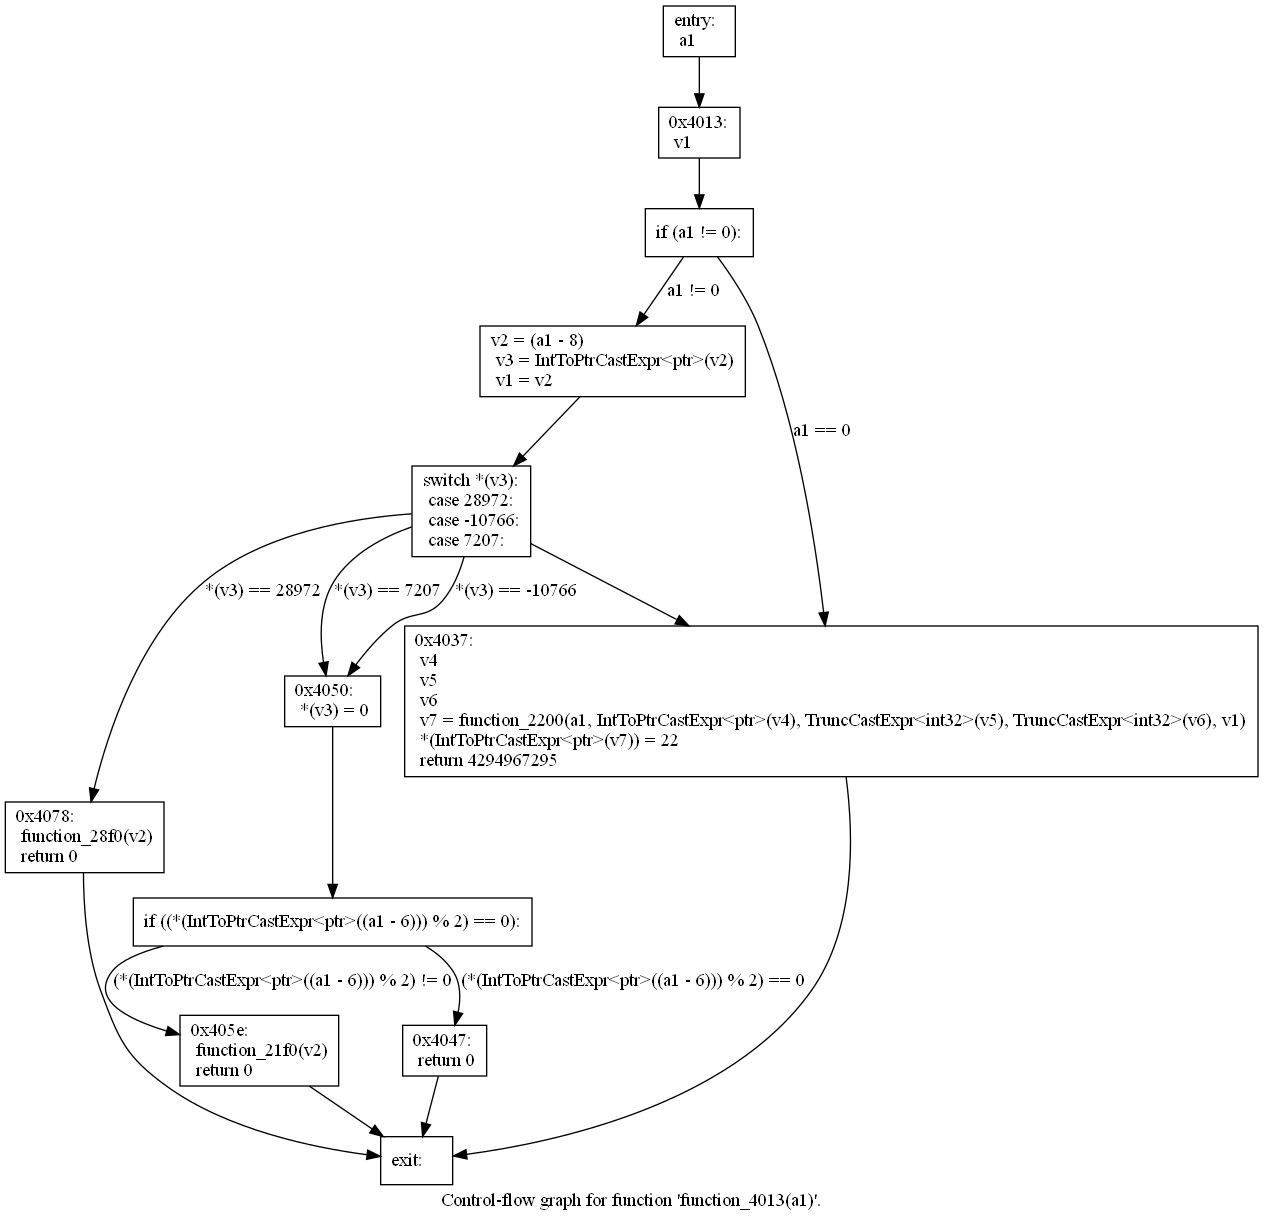 entry:
a1
0x4013:
v1
if (a1 != 0):
a1 != 0
v2 = (a1 - 8)
v3 = IntToPtrCastExpr<ptr>(v2)
v1 = v2
a1 == 0
switch *(v3):
case 28972:
case -10766:
case 7207:
*(v3) == 28972
*(v3) == 7207
*(v3) == -10766
0x4037:
v4
v5
v6
v7 = function_2200(a1, IntToPtrCastExpr<ptr>(v4), TruncCastExpr<int32>(v5), TruncCastExpr<int32>(v6), v1)
*(IntToPtrCastExpr<ptr>(v7)) = 22
return 4294967295
0x4050:
*(v3) = 0
0x4078:
function_28f0(v2)
return 0
if ((*(IntToPtrCastExpr<ptr>((a1 - 6))) % 2) == 0):
(*(IntToPtrCastExpr<ptr>((a1 - 6))) % 2) != 0
(*(IntToPtrCastExpr<ptr>((a1 - 6))) % 2) == 0
0x405e:
function_21f0(v2)
return 0
0x4047:
return 0
exit:
Control-flow graph for function 'function_4013(a1)'.